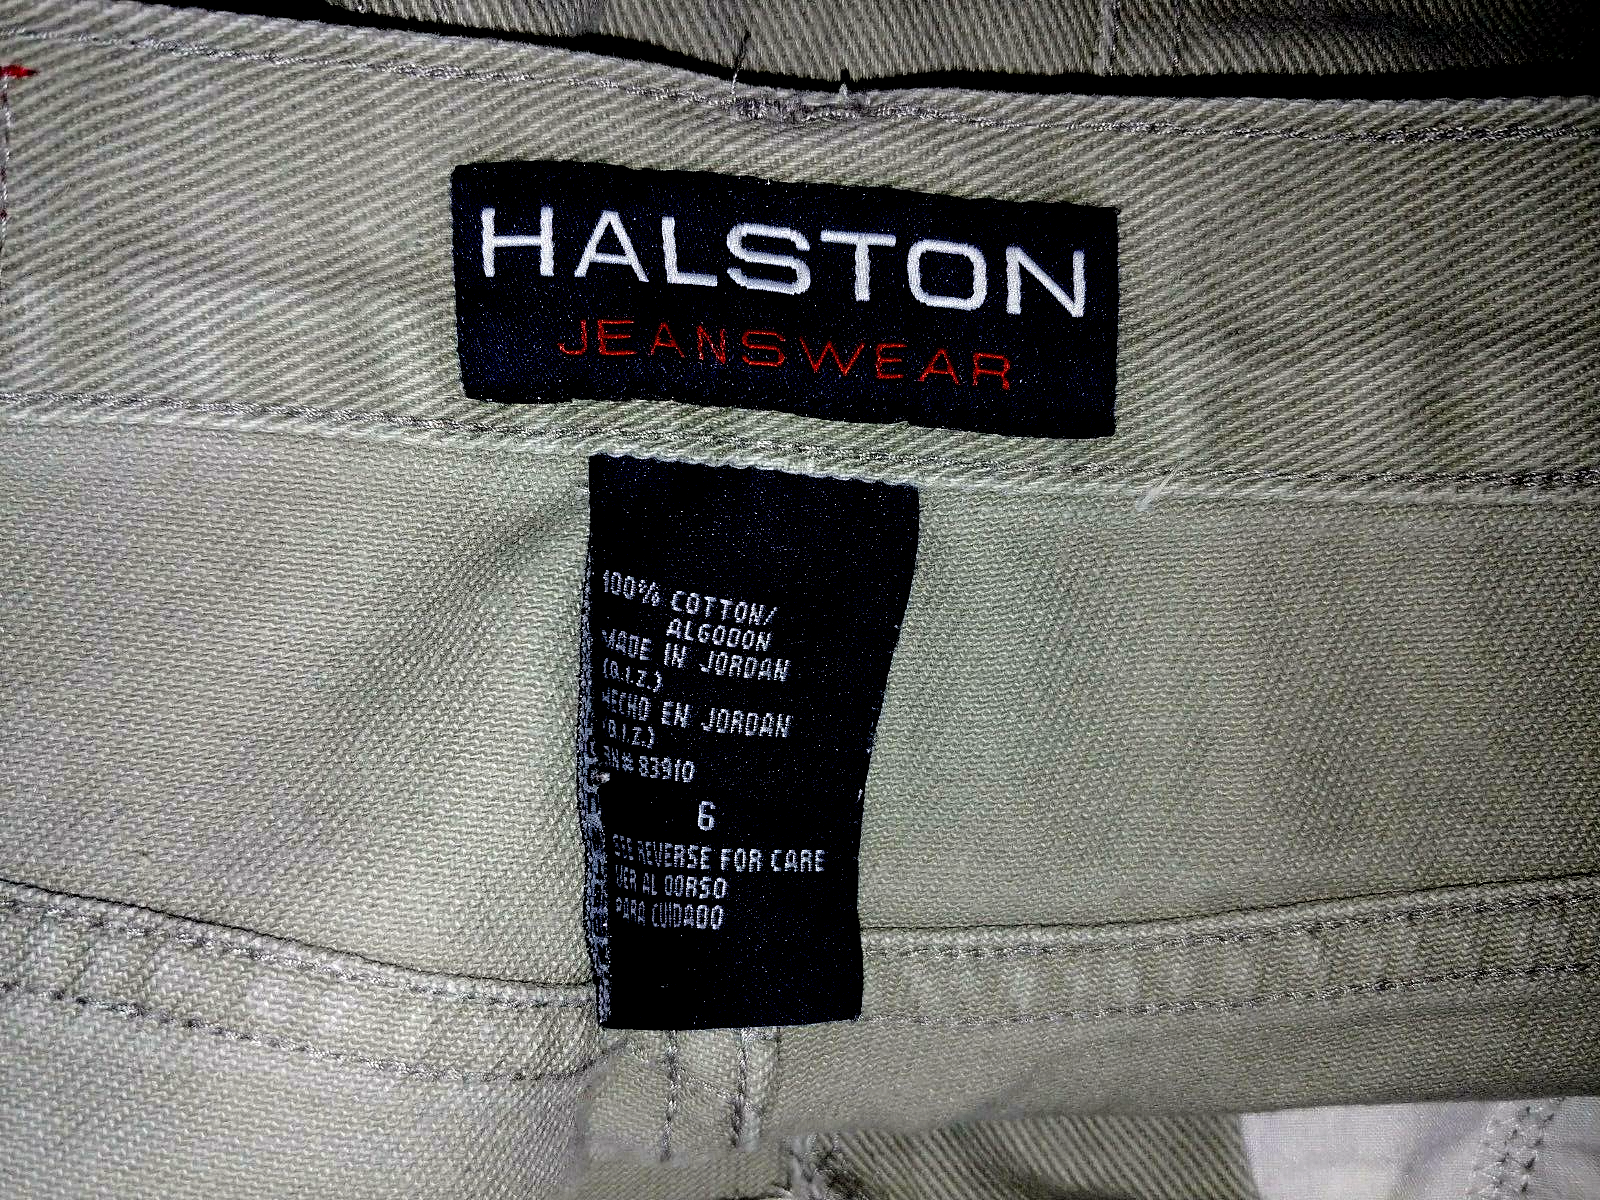 HALSTON
JEANSWEAR
100% COTTON/
ALGODON
MADE IN JORDAN
(Q.I.Z.)
HECHO EN JORDAN
(Q.I.Z.)
RN# 83910
6
SEE REVERSE FOR CARE
VER AL DORSO
PARA CUIDADO